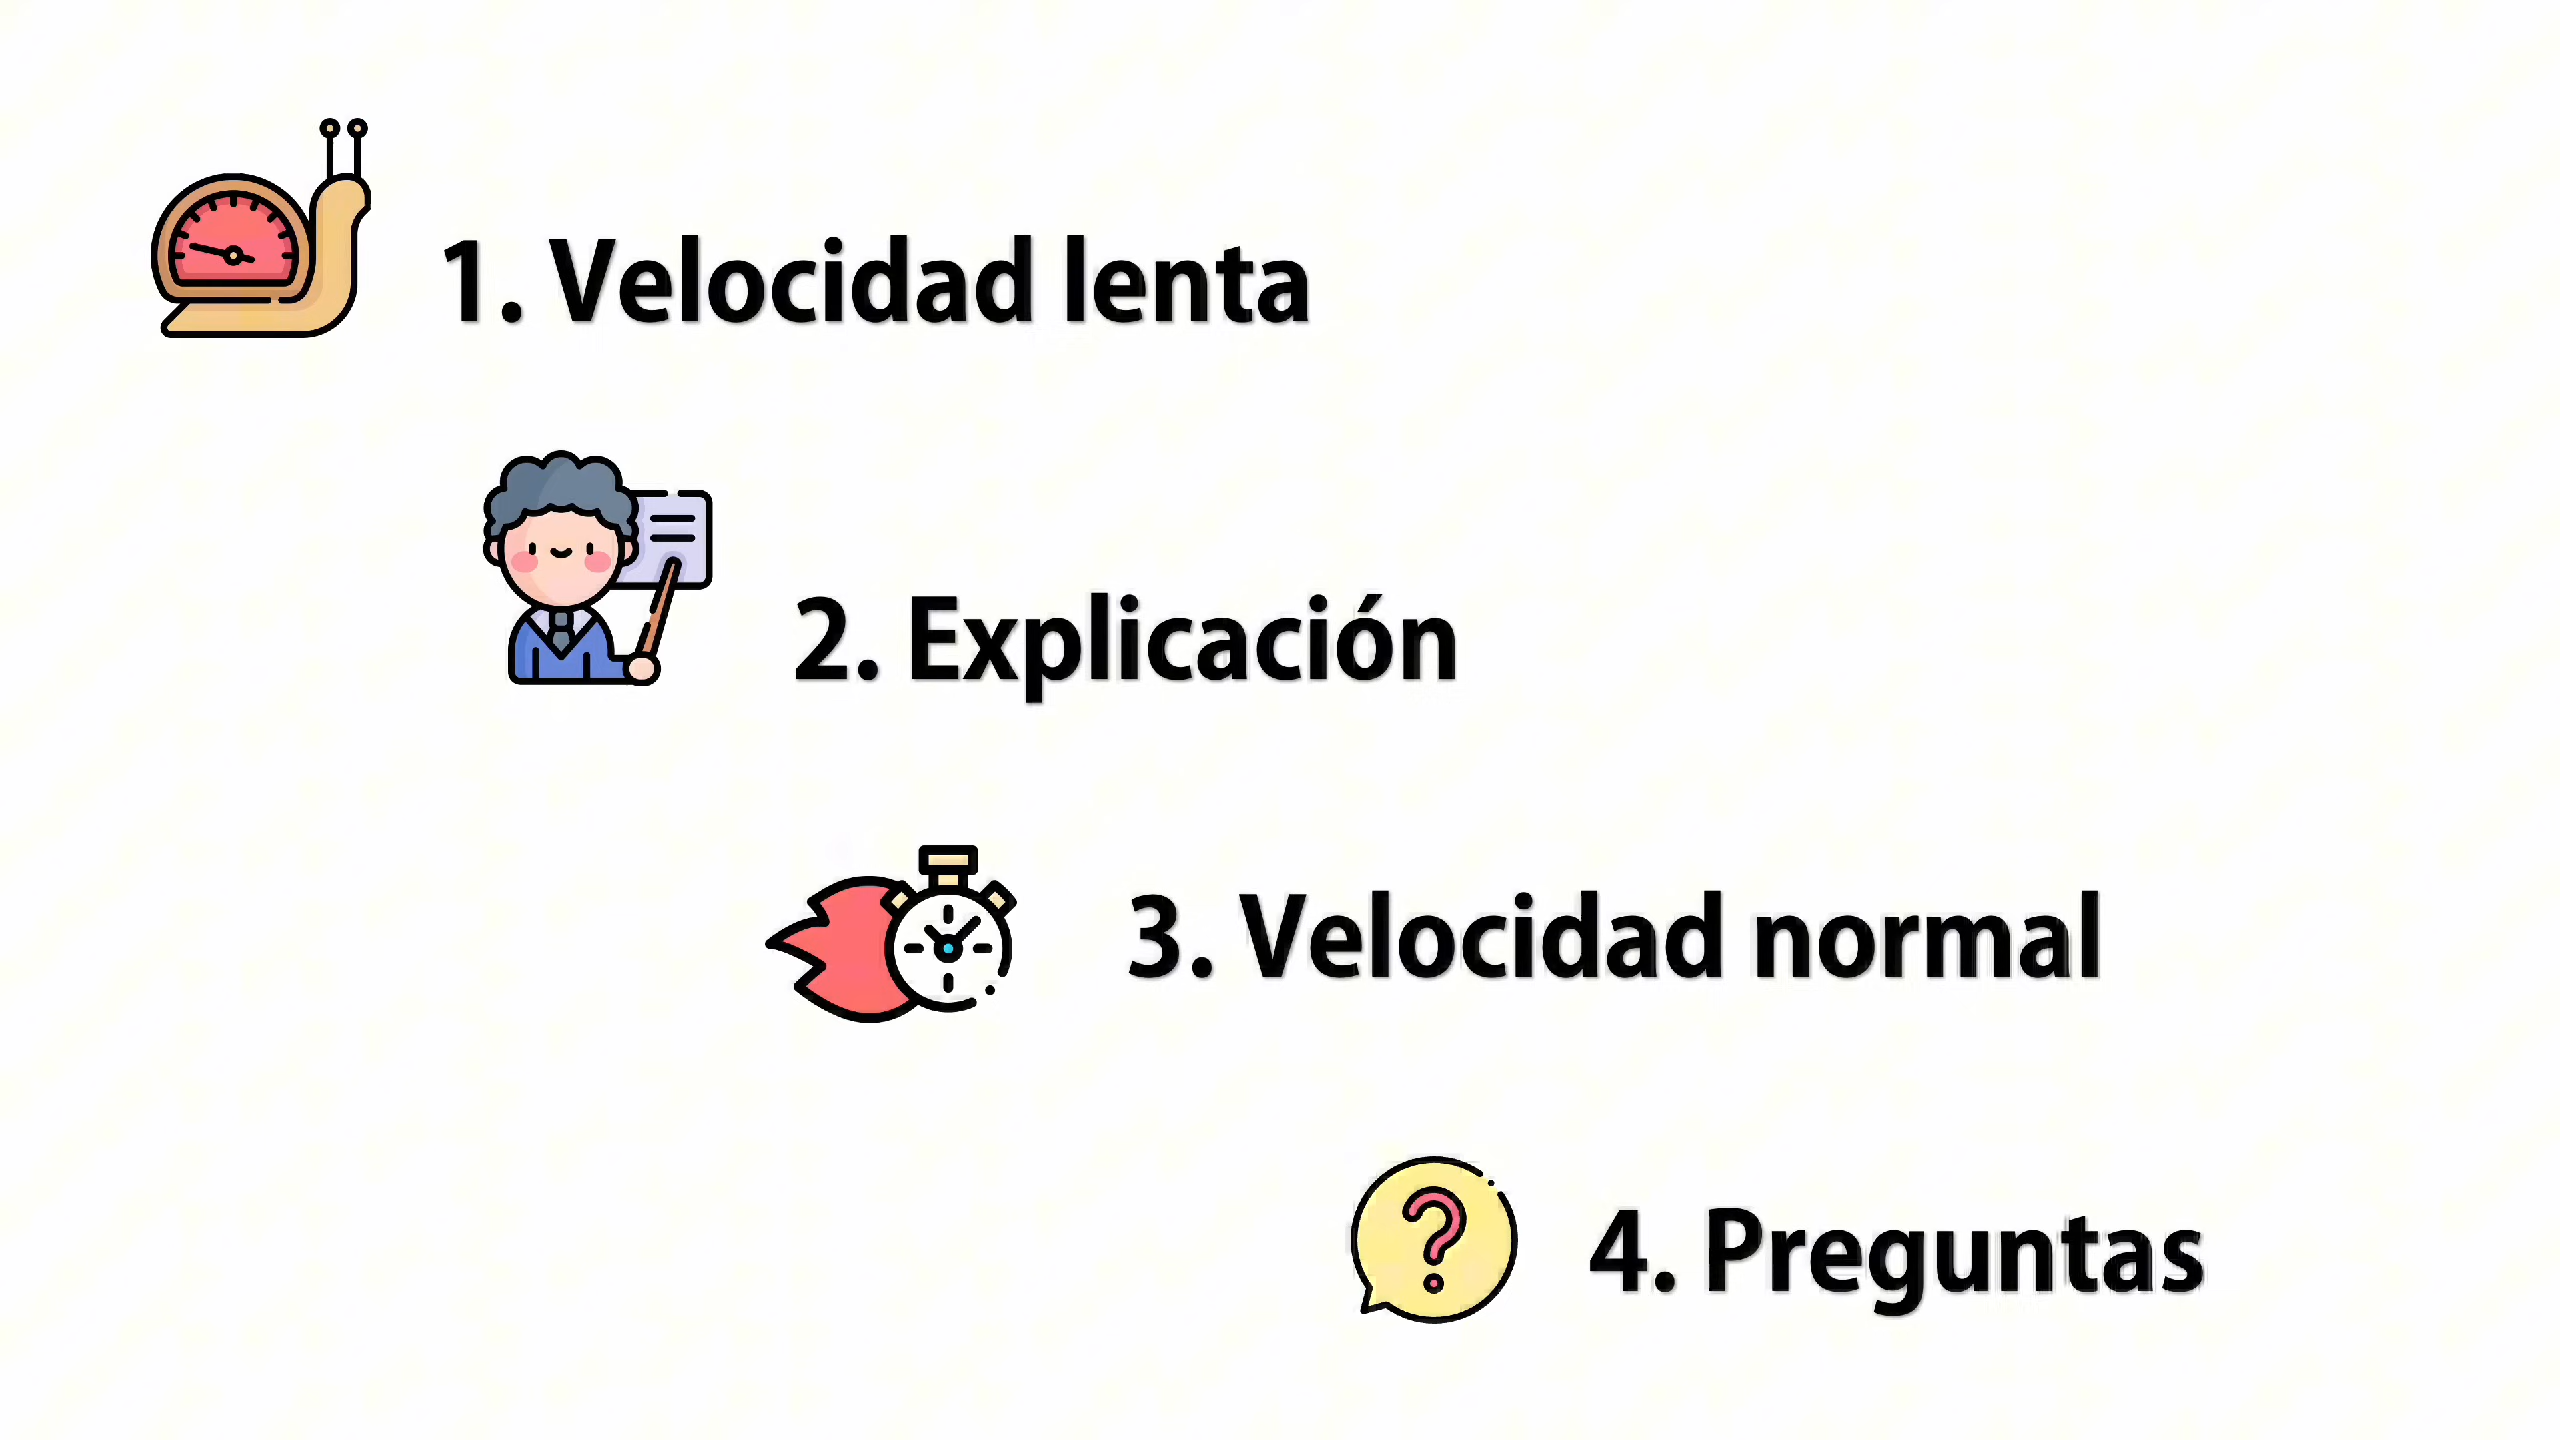 1. Velocidad lenta
2. Explicación
3. Velocidad normal
4. Preguntas